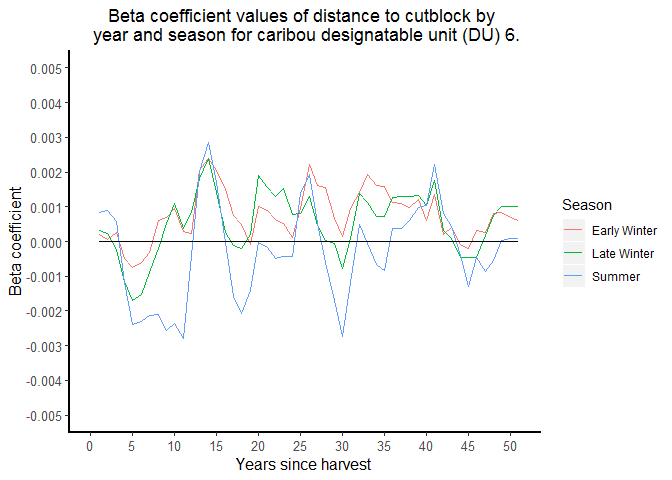 Beta coefficient values of distance to cutblock by
year and season for caribou designatable unit (DU) 6.
Beta coefficient
0.005
0.004
0.003
0.002
0.001
0.000
-0.001
-0.002
-0.003
-0.004
-0.005
0 5 10 15 20 25 30 35 40 45 50
Years since harvest
Season
Early Winter
Late Winter
Summer